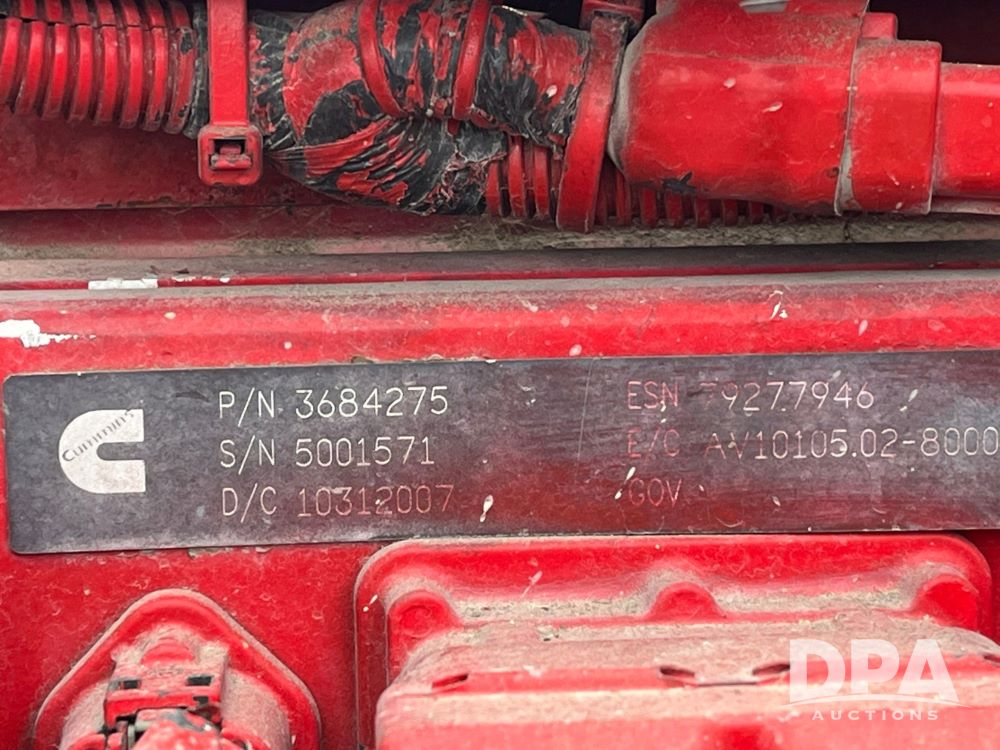 Cummins
P/N 3684275
S/N 5001571
D/C 10312007
ESN 79277946
E/C AV10105.02-8000
GOV
DPA
AUCTIONS